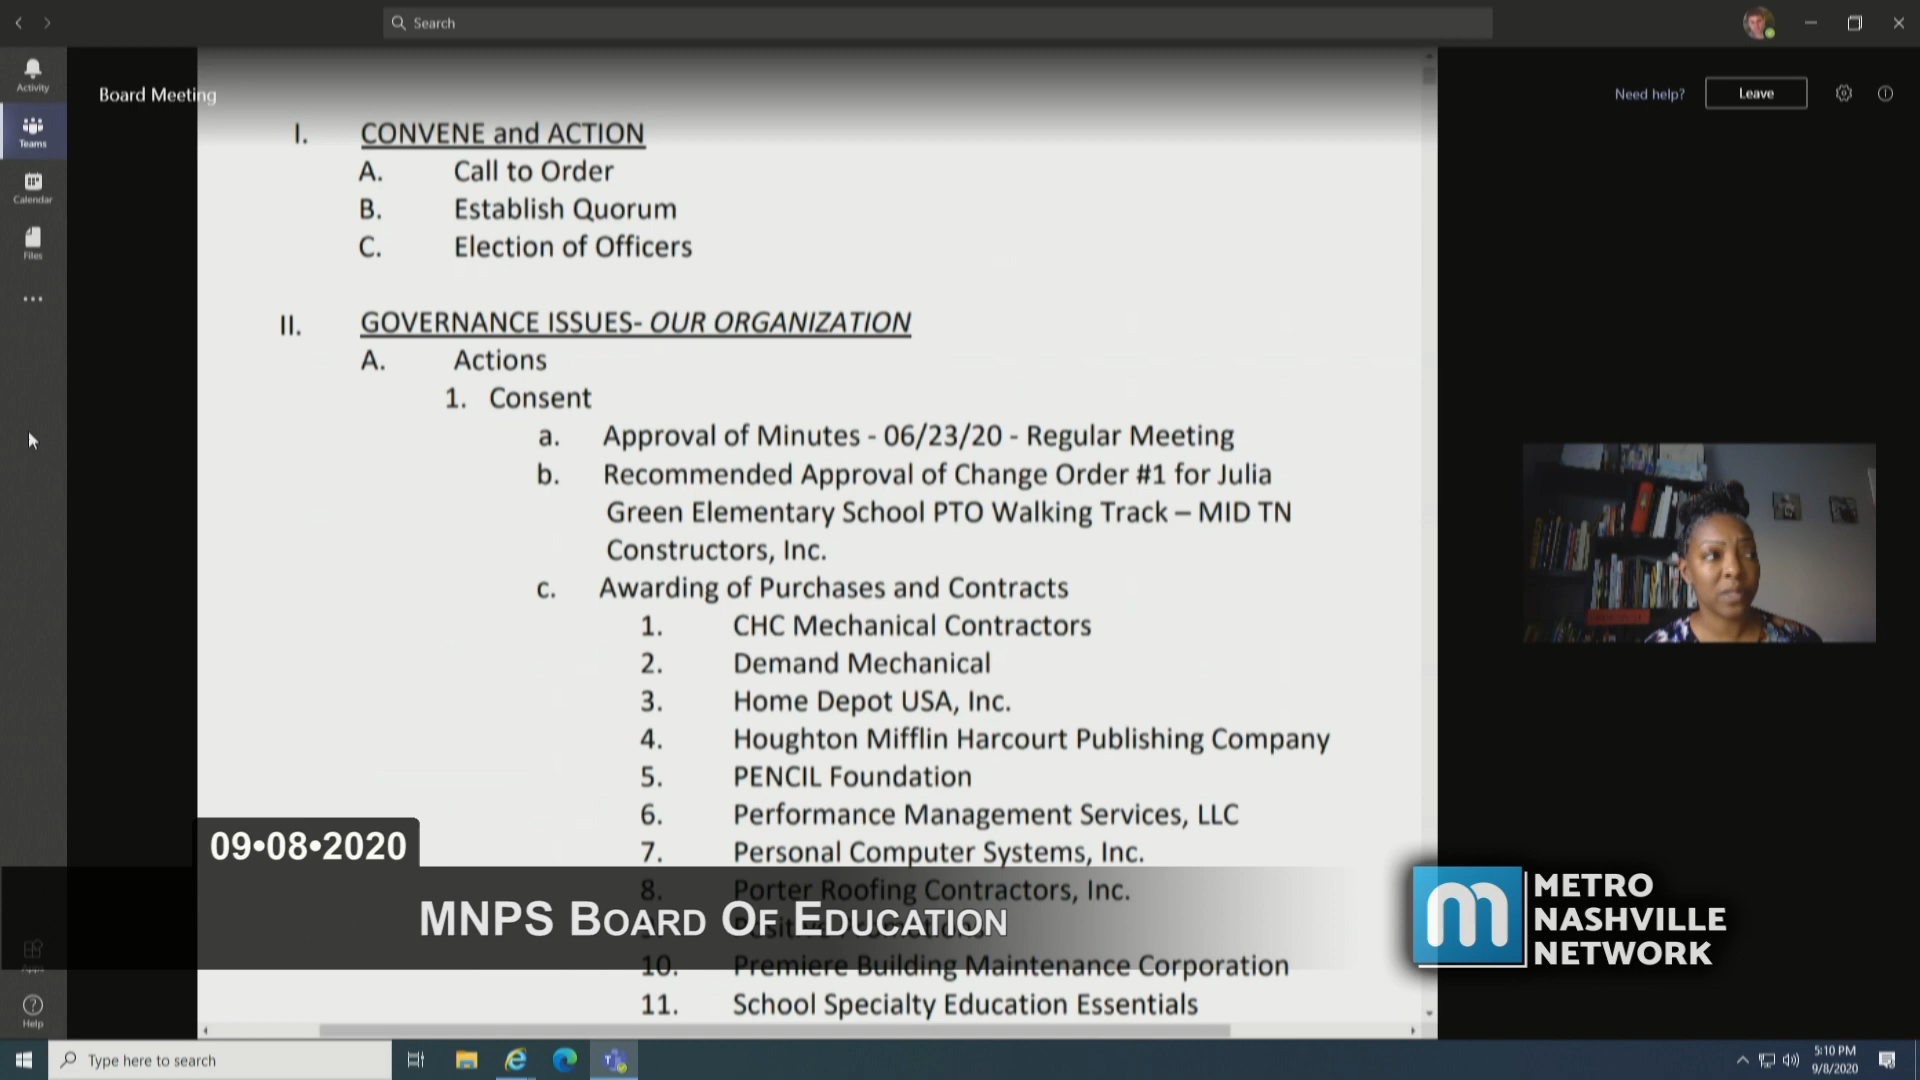 Search
Activity
Teams
Calendar
Files
Apps
Help
Board Meeting
Need help?
Leave
I. CONVENE and ACTION
A. Call to Order
B. Establish Quorum
C. Election of Officers
II. GOVERNANCE ISSUES- OUR ORGANIZATION
A. Actions
1. Consent
a. Approval of Minutes - 06/23/20 - Regular Meeting
b. Recommended Approval of Change Order #1 for Julia
Green Elementary School PTO Walking Track – MID TN
Constructors, Inc.
c. Awarding of Purchases and Contracts
1. CHC Mechanical Contractors
2. Demand Mechanical
3. Home Depot USA, Inc.
4. Houghton Mifflin Harcourt Publishing Company
5. PENCIL Foundation
6. Performance Management Services, LLC
7. Personal Computer Systems, Inc.
8. Porter Roofing Contractors, Inc.
10. Premiere Building Maintenance Corporation
11. School Specialty Education Essentials
09•08•2020
MNPS BOARD OF EDUCATION
m METRO
NASHVILLE
NETWORK
Type here to search
5:10 PM
9/8/2020